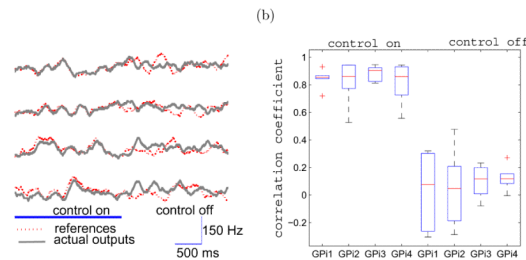 (b)
control on
control off
references
actual outputs
150 Hz
500 ms
control on
control off
correlation coefficient
1
0.8
0.6
0.4
0.2
0
-0.2
GPi1 GPi2 GPi3 GPi4 GPi1 GPi2 GPi3 GPi4